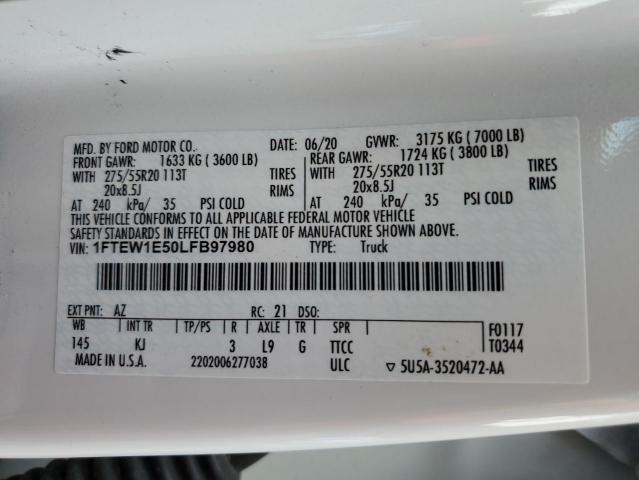 MFD. BY FORD MOTOR CO. DATE: 06/20 GVWR: 3175 KG ( 7000 LB)
FRONT GAWR: 1633 KG ( 3600 LB) REAR GAWR: 1724 KG ( 3800 LB)
WITH 275/55R20 113T TIRES WITH 275/55R20 113T TIRES
20x8.5J RIMS 20x8.5J RIMS
AT 240 kPa/ 35 PSI COLD AT 240 kPa/ 35 PSI COLD
THIS VEHICLE CONFORMS TO ALL APPLICABLE FEDERAL MOTOR VEHICLE
SAFETY STANDARDS IN EFFECT ON THE DATE OF MANUFACTURE SHOWN ABOVE.
VIN: 1FTEW1E50LFB97980 TYPE: Truck
EXT PNT: AZ RC: 21 DSO:
WB INT TR TP/PS R AXLE TR SPR F0117
145 KJ 3 L9 G TTCC T0344
MADE IN U.S.A. 2202006277038 ULC ▽ 5U5A-3520472-AA